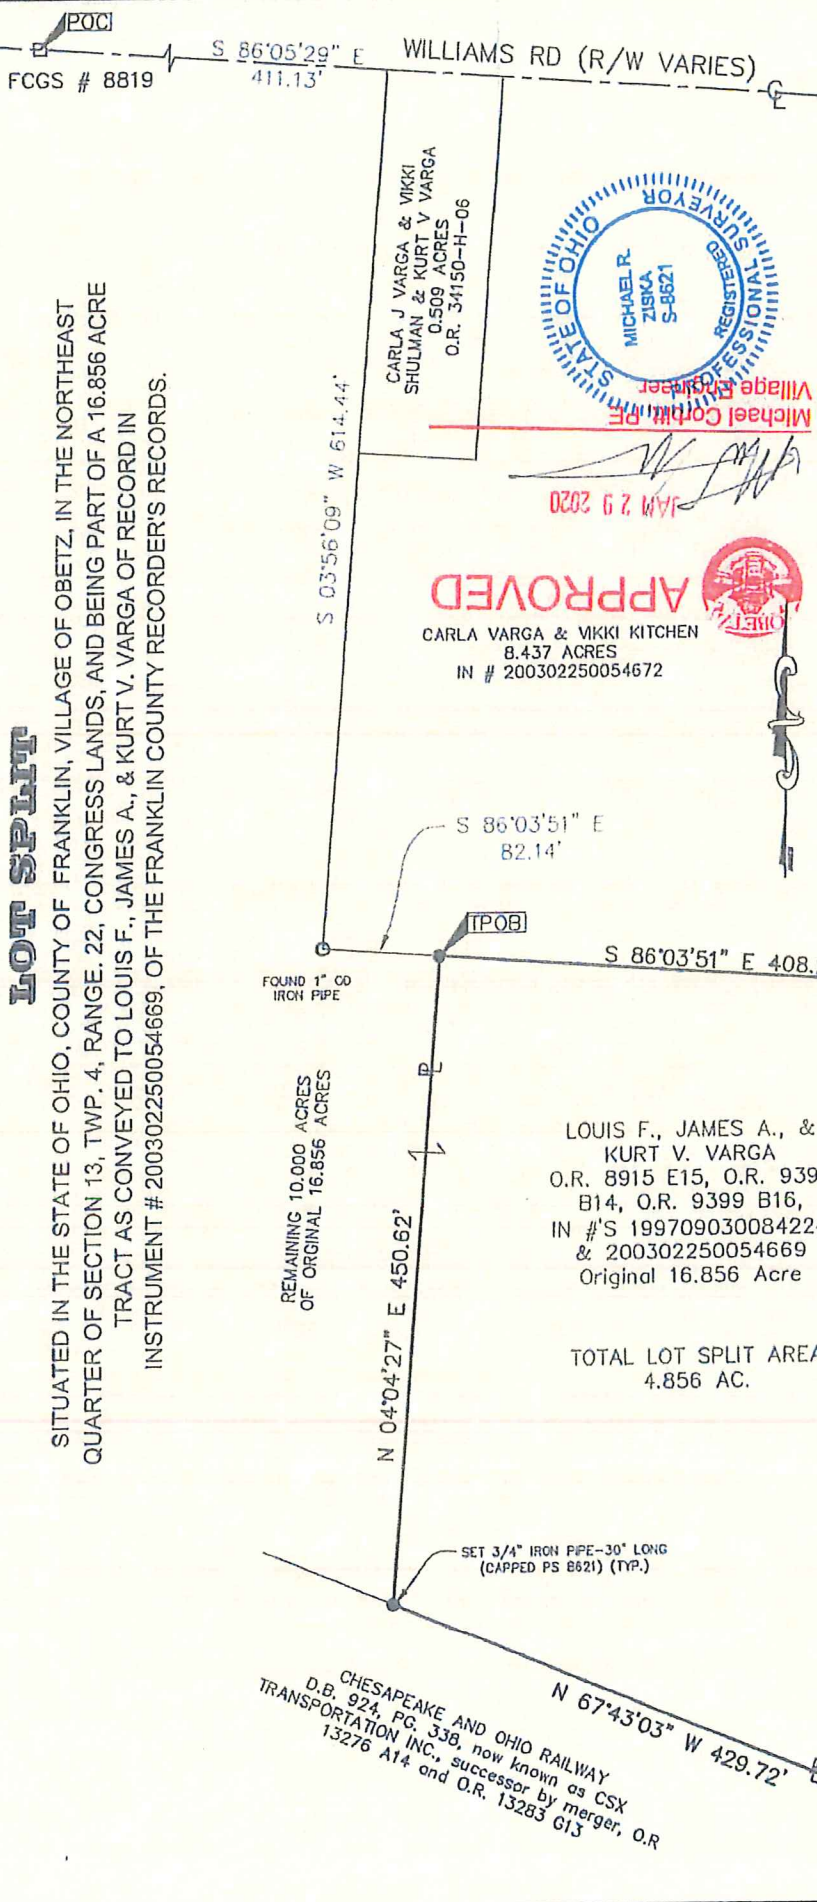 POC
FCGS # 8819
S 86°05'29" E
411.13'
WILLIAMS RD (R/W VARIES)
CL
CARLA J VARGA & VIKKI
SHULMAN & KURT V VARGA
0.509 ACRES
O.R. 34150-H-06
STATE OF OHIO
MICHAEL R.
ZISKA
S-8621
REGISTERED
PROFESSIONAL SURVEYOR
Village Engineer
Michael Corbitt, PE
JAN 29 2020
APPROVED
S 03°56'09" W 614.44'
CARLA VARGA & VIKKI KITCHEN
8.437 ACRES
IN # 200302250054672
LOT SPLIT
SITUATED IN THE STATE OF OHIO, COUNTY OF FRANKLIN, VILLAGE OF OBETZ, IN THE NORTHEAST
QUARTER OF SECTION 13, TWP. 4, RANGE. 22, CONGRESS LANDS, AND BEING PART OF A 16.856 ACRE
TRACT AS CONVEYED TO LOUIS F., JAMES A., & KURT V. VARGA OF RECORD IN
INSTRUMENT # 200302250054669, OF THE FRANKLIN COUNTY RECORDER'S RECORDS.
S 86°03'51" E
82.14'
TPOB
S 86°03'51" E 408.
FOUND 1" OD
IRON PIPE
PL
REMAINING 10.000 ACRES
OF ORGINAL 16.856 ACRES
N 04°04'27" E 450.62'
LOUIS F., JAMES A., &
KURT V. VARGA
O.R. 8915 E15, O.R. 939
B14, O.R. 9399 B16,
IN #'S 19970903008422
& 200302250054669
Original 16.856 Acre
TOTAL LOT SPLIT AREA
4.856 AC.
SET 3/4" IRON PIPE-30" LONG
(CAPPED PS 8621) (TYP.)
N 67°43'03" W 429.72'
CHESAPEAKE AND OHIO RAILWAY
D.B. 924, PG. 338, now known as CSX
TRANSPORTATION INC., successor by merger, O.R
13276 A14 and O.R. 13283 G13